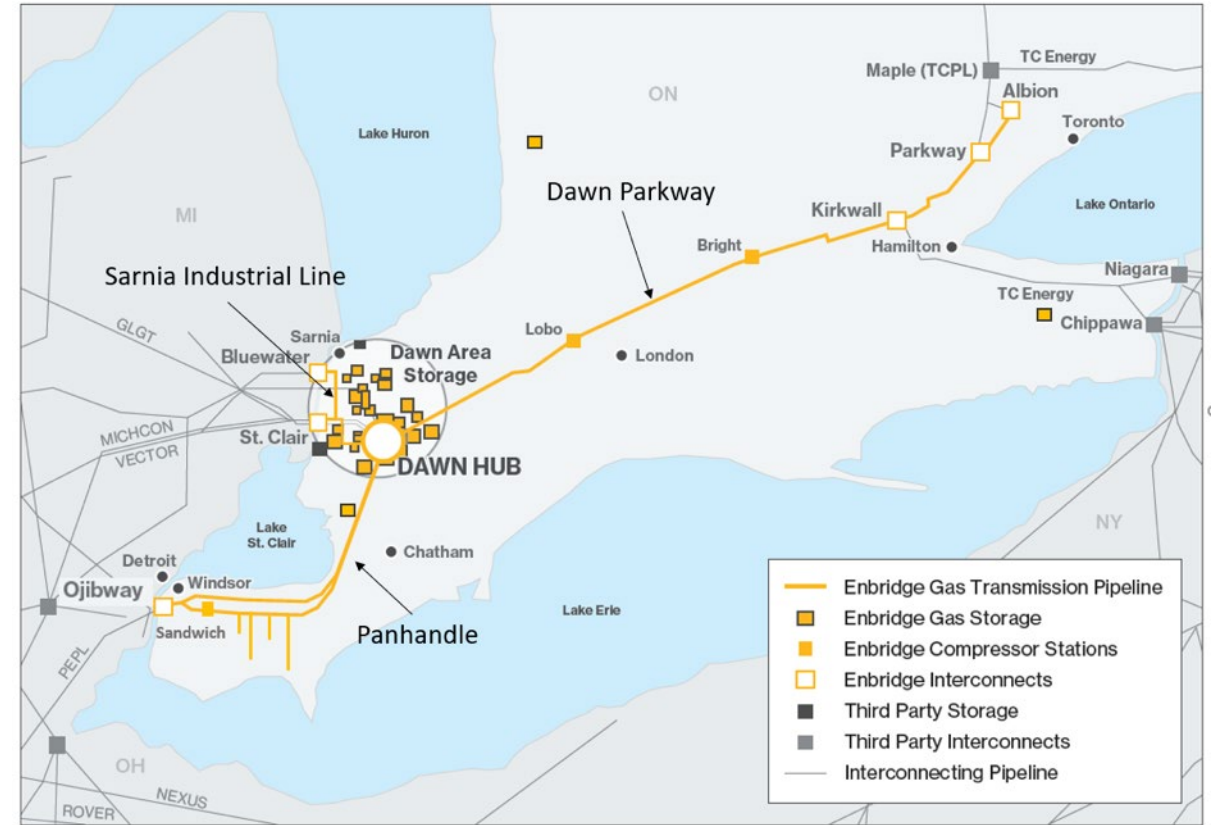 TC Energy
Maple (TCPL)
Albion
ON
Toronto
Lake Huron
Parkway
Dawn Parkway
Lake Ontario
Kirkwall
MI
Bright
Hamilton
Niagara
Sarnia Industrial Line
TC Energy
Chippawa
GLGT
Lobo
Sarnia
Bluewater
Dawn Area
Storage
London
St. Clair
MICHCON
VECTOR
DAWN HUB
NY
Lake
St. Clair
Chatham
Detroit
Windsor
Ojibway
Lake Erie
Sandwich
Panhandle
PEPL
OH
NEXUS
ROVER
Enbridge Gas Transmission Pipeline
Enbridge Gas Storage
Enbridge Compressor Stations
Enbridge Interconnects
Third Party Storage
Third Party Interconnects
Interconnecting Pipeline